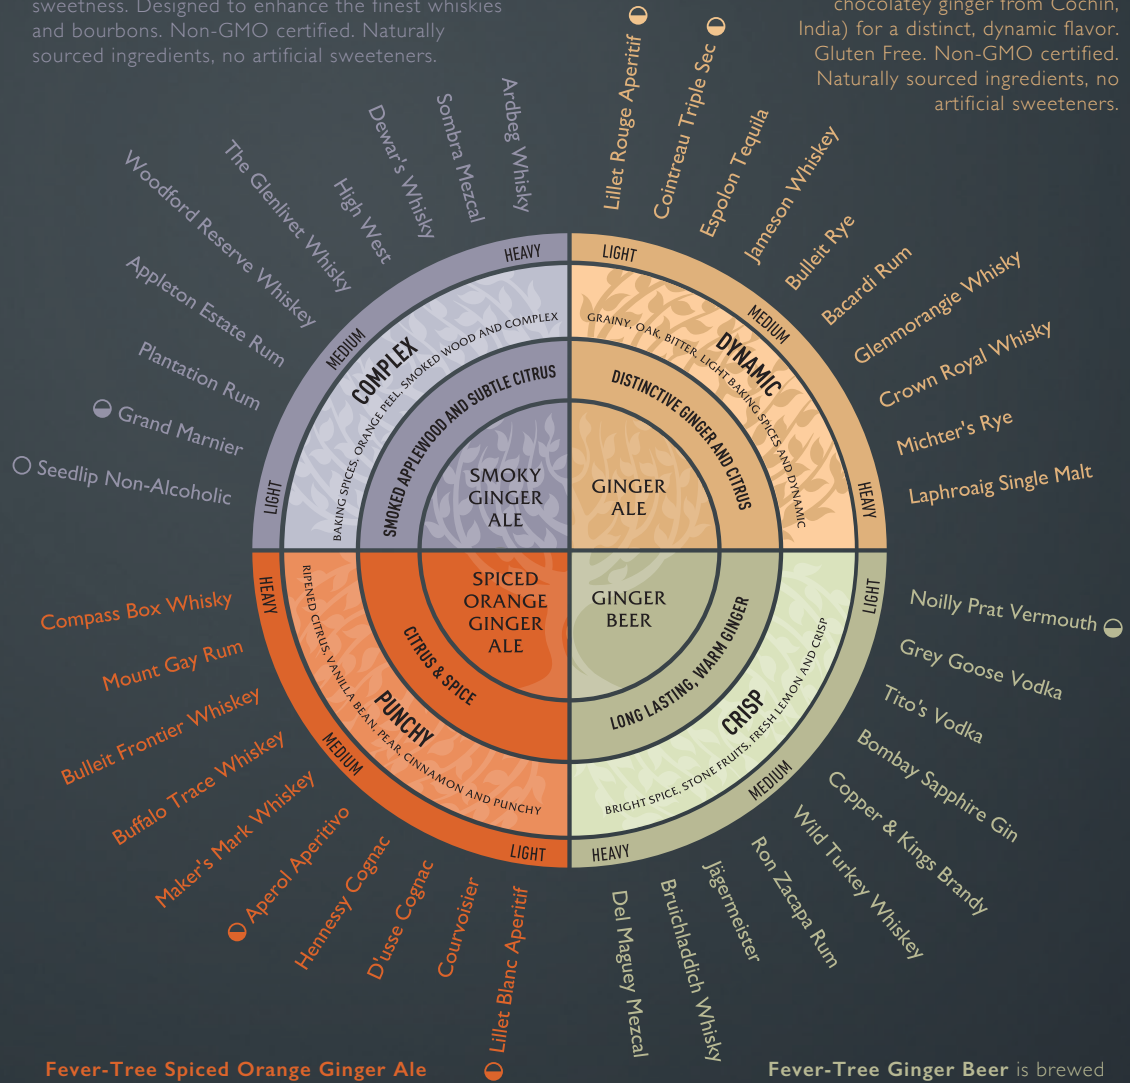 sweetness. Designed to enhance the finest whiskies
and bourbons. Non-GMO certified. Naturally
sourced ingredients, no artificial sweeteners.
chocolatey ginger from Cochin,
India) for a distinct, dynamic flavor.
Gluten Free. Non-GMO certified.
Naturally sourced ingredients, no
artificial sweeteners.
Seedlip Non-Alcoholic
Grand Marnier
Plantation Rum
Appleton Estate Rum
Woodford Reserve Whiskey
The Glenlivet Whisky
High West
Dewar's Whisky
Sombra Mezcal
Ardbeg Whisky
Lillet Rouge Aperitif
Cointreau Triple Sec
Espolon Tequila
Jameson Whiskey
Bulleit Rye
Bacardi Rum
Glenmorangie Whisky
Crown Royal Whisky
Michter's Rye
Laphroaig Single Malt
LIGHT
MEDIUM
HEAVY
COMPLEX
BAKING SPICES, ORANGE PEEL, SMOKED WOOD AND COMPLEX
SMOKED APPLEWOOD AND SUBTLE CITRUS
SMOKY
GINGER
ALE
LIGHT
MEDIUM
HEAVY
DYNAMIC
GRAINY, OAK, BITTER, LIGHT BAKING SPICES AND DYNAMIC
DISTINCTIVE GINGER AND CITRUS
GINGER
ALE
HEAVY
MEDIUM
LIGHT
PUNCHY
RIPENED CITRUS, VANILLA BEAN, PEAR, CINNAMON AND PUNCHY
CITRUS & SPICE
SPICED
ORANGE
GINGER
ALE
LIGHT
MEDIUM
HEAVY
CRISP
BRIGHT SPICE, STONE FRUITS, FRESH LEMON AND CRISP
LONG LASTING, WARM GINGER
GINGER
BEER
Compass Box Whisky
Mount Gay Rum
Bulleit Frontier Whiskey
Buffalo Trace Whiskey
Maker's Mark Whiskey
Aperol Aperitivo
Hennessy Cognac
D'usse Cognac
Courvoisier
Lillet Blanc Aperitif
Noilly Prat Vermouth
Grey Goose Vodka
Tito's Vodka
Bombay Sapphire Gin
Copper & Kings Brandy
Wild Turkey Whiskey
Ron Zacapa Rum
Jägermeister
Bruichladdich Whisky
Del Maguey Mezcal
Fever-Tree Spiced Orange Ginger Ale
Fever-Tree Ginger Beer is brewed